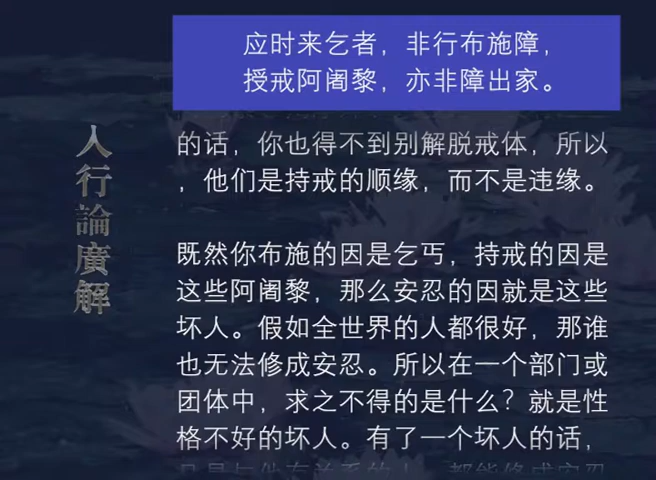 应时来乞者，非行布施障，
授戒阿阇黎，亦非障出家。
入行論廣解
的话，你也得不到别解脱戒体，所以
，他们是持戒的顺缘，而不是违缘。
既然你布施的因是乞丐，持戒的因是
这些阿阇黎，那么安忍的因就是这些
坏人。假如全世界的人都很好，那谁
也无法修成安忍。所以在一个部门或
团体中，求之不得的是什么？就是性
格不好的坏人。有了一个坏人的话，